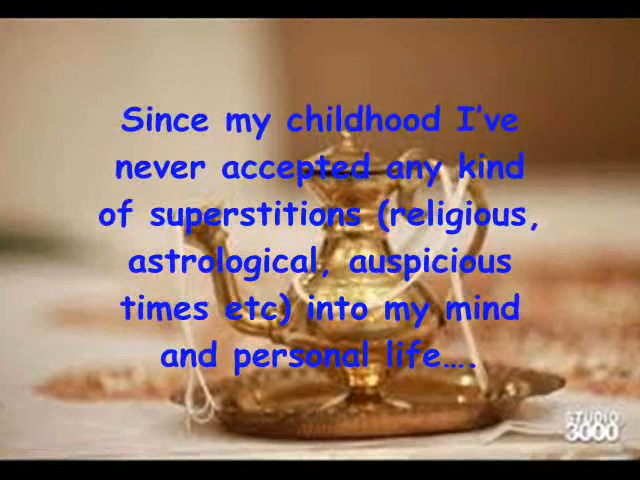 Since my childhood I've
never accepted any kind
of superstitions (religious,
astrological, auspicious
times etc) into my mind
and personal life….
STUDIO
3000